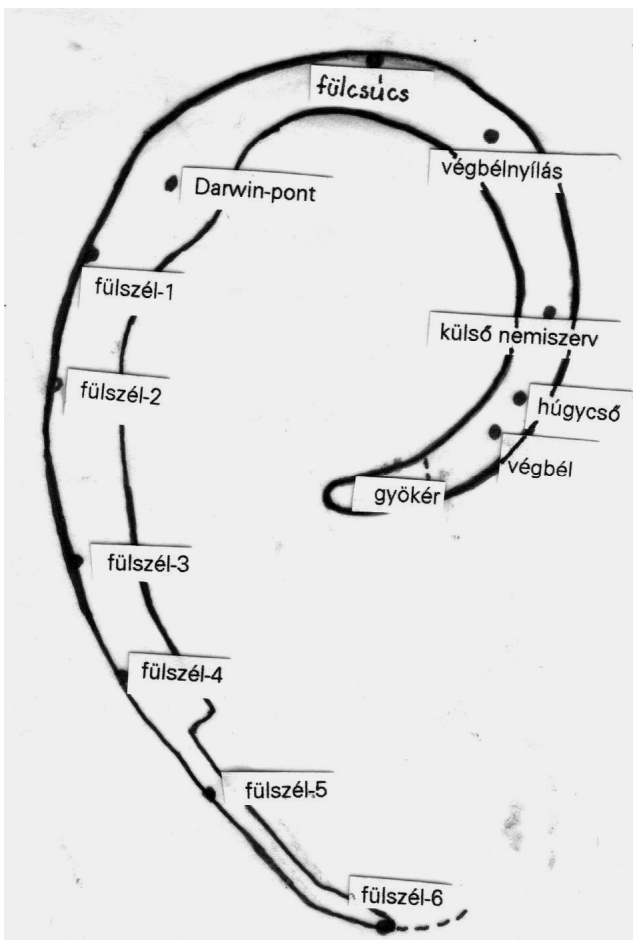 fülcsúcs
végbélnyílás
Darwin-pont
fülszél-1
külső nemiszerv
fülszél-2
húgycső
végbél
gyökér
fülszél-3
fülszél-4
fülszél-5
fülszél-6